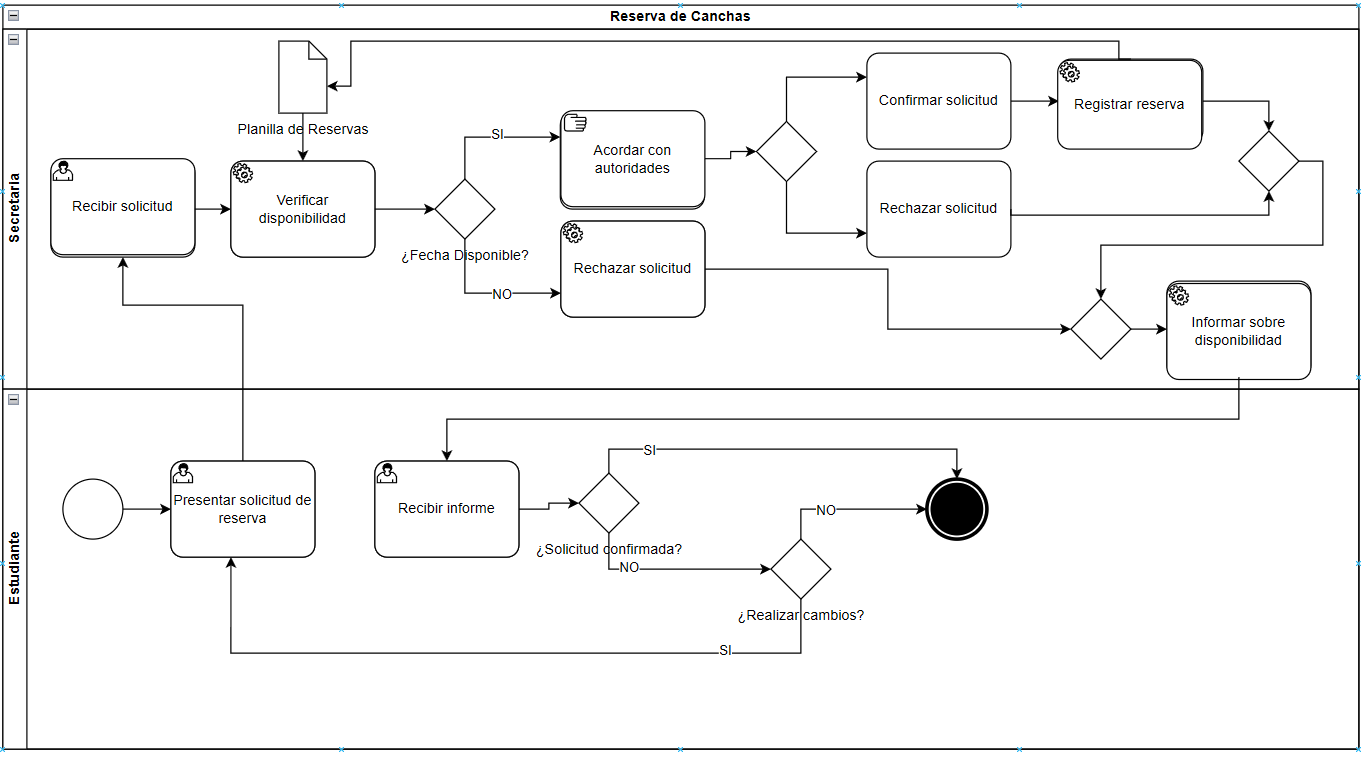 Reserva de Canchas
Secretaria
Planilla de Reservas
Recibir solicitud
Verificar
disponibilidad
¿Fecha Disponible?
SI
NO
Acordar con
autoridades
Rechazar solicitud
Confirmar solicitud
Rechazar solicitud
Registrar reserva
Informar sobre
disponibilidad
Estudiante
Presentar solicitud de
reserva
Recibir informe
¿Solicitud confirmada?
SI
NO
¿Realizar cambios?
NO
SI